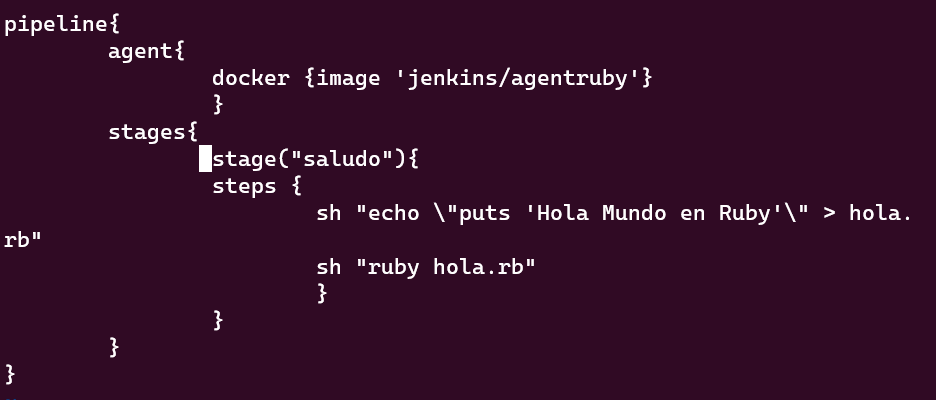 pipeline{
        agent{
                docker {image 'jenkins/agentruby'}
                }
        stages{
                stage("saludo"){
                steps {
                        sh "echo \"puts 'Hola Mundo en Ruby'\" > hola.
rb"
                        sh "ruby hola.rb"
                        }
                }
        }
}